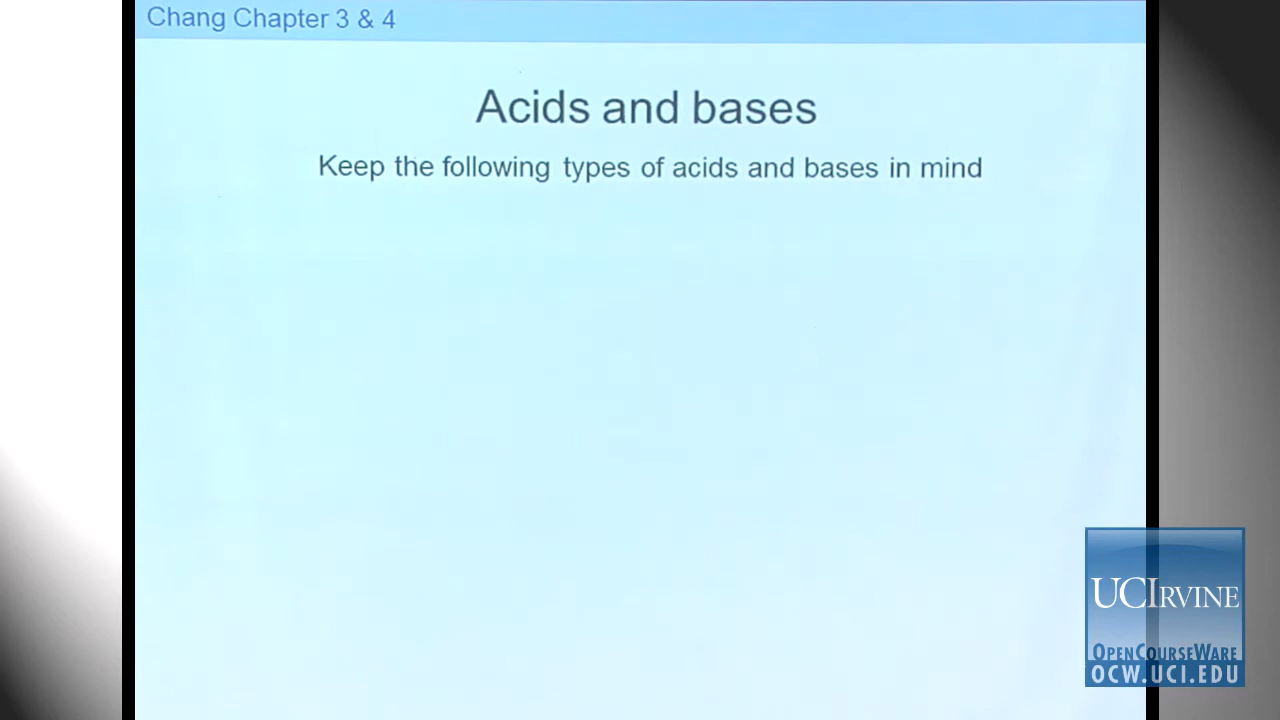 Chang Chapter 3 & 4
Acids and bases
Keep the following types of acids and bases in mind
UCIRVINE
OPENCOURSEWARE
OCW.UCI.EDU